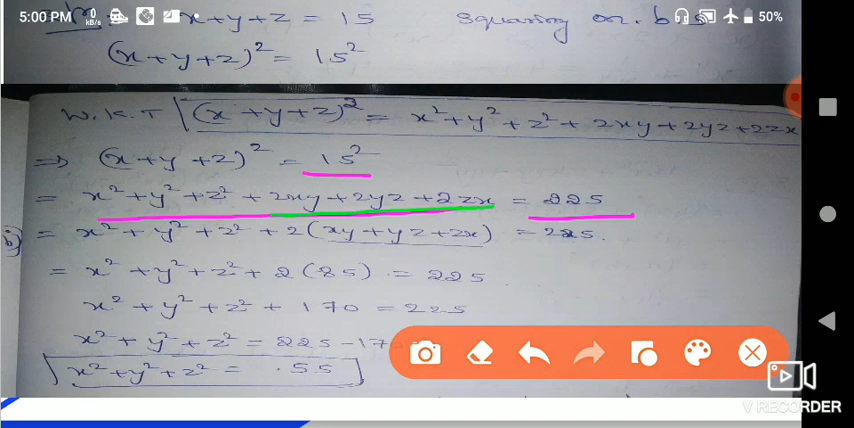 5:00 PM 0 kB/s 50%
x+y+z = 15 Squaring on. b s
(x+y+z)² = 15²
W.K.T (x+y+z)² = x²+y²+z²+2xy+2yz+2zx
⇒ (x+y+z)² = 15²
= x²+y²+z²+2xy+2yz+2zx = 225
b) = x²+y²+z²+2(xy+yz+zx) = 225.
= x²+y²+z²+2(85) = 225
x²+y²+z²+170 = 225
x²+y²+z² = 225-170
x²+y²+z² = .55
V RECORDER